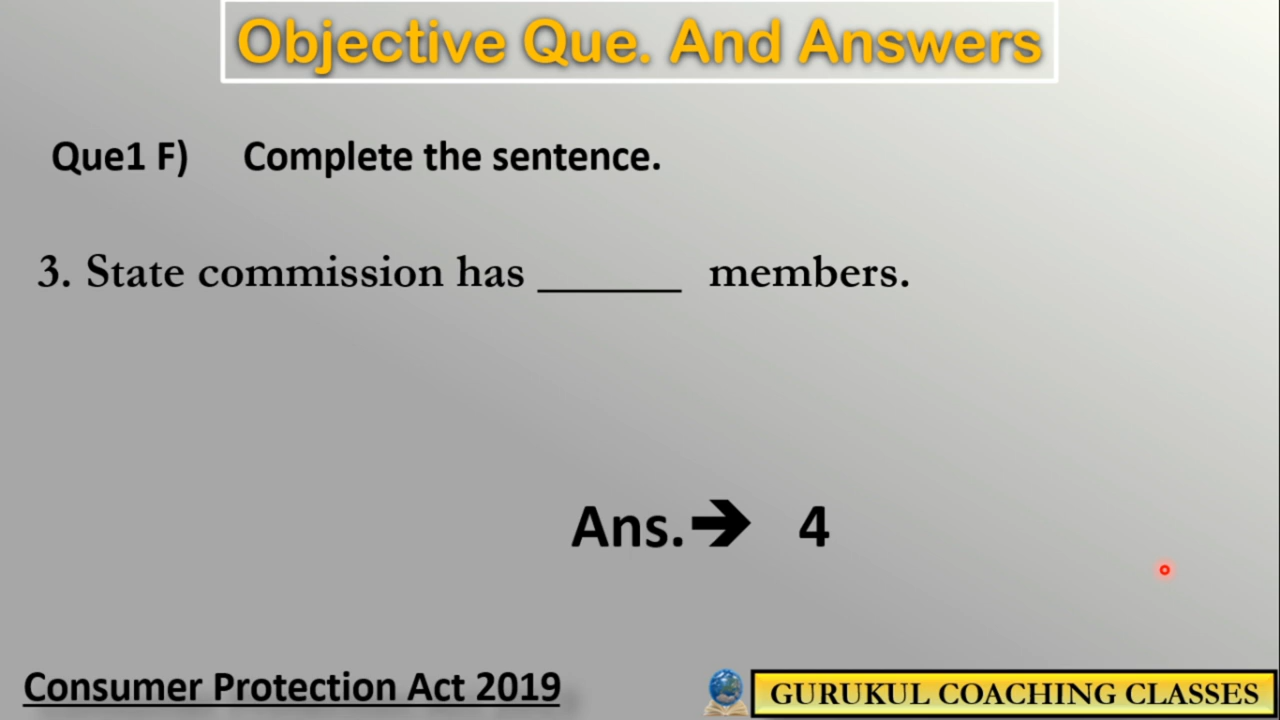 Objective Que. And Answers
Que1 F) Complete the sentence.
3. State commission has ______ members.
Ans.➔ 4
Consumer Protection Act 2019
GURUKUL COACHING CLASSES